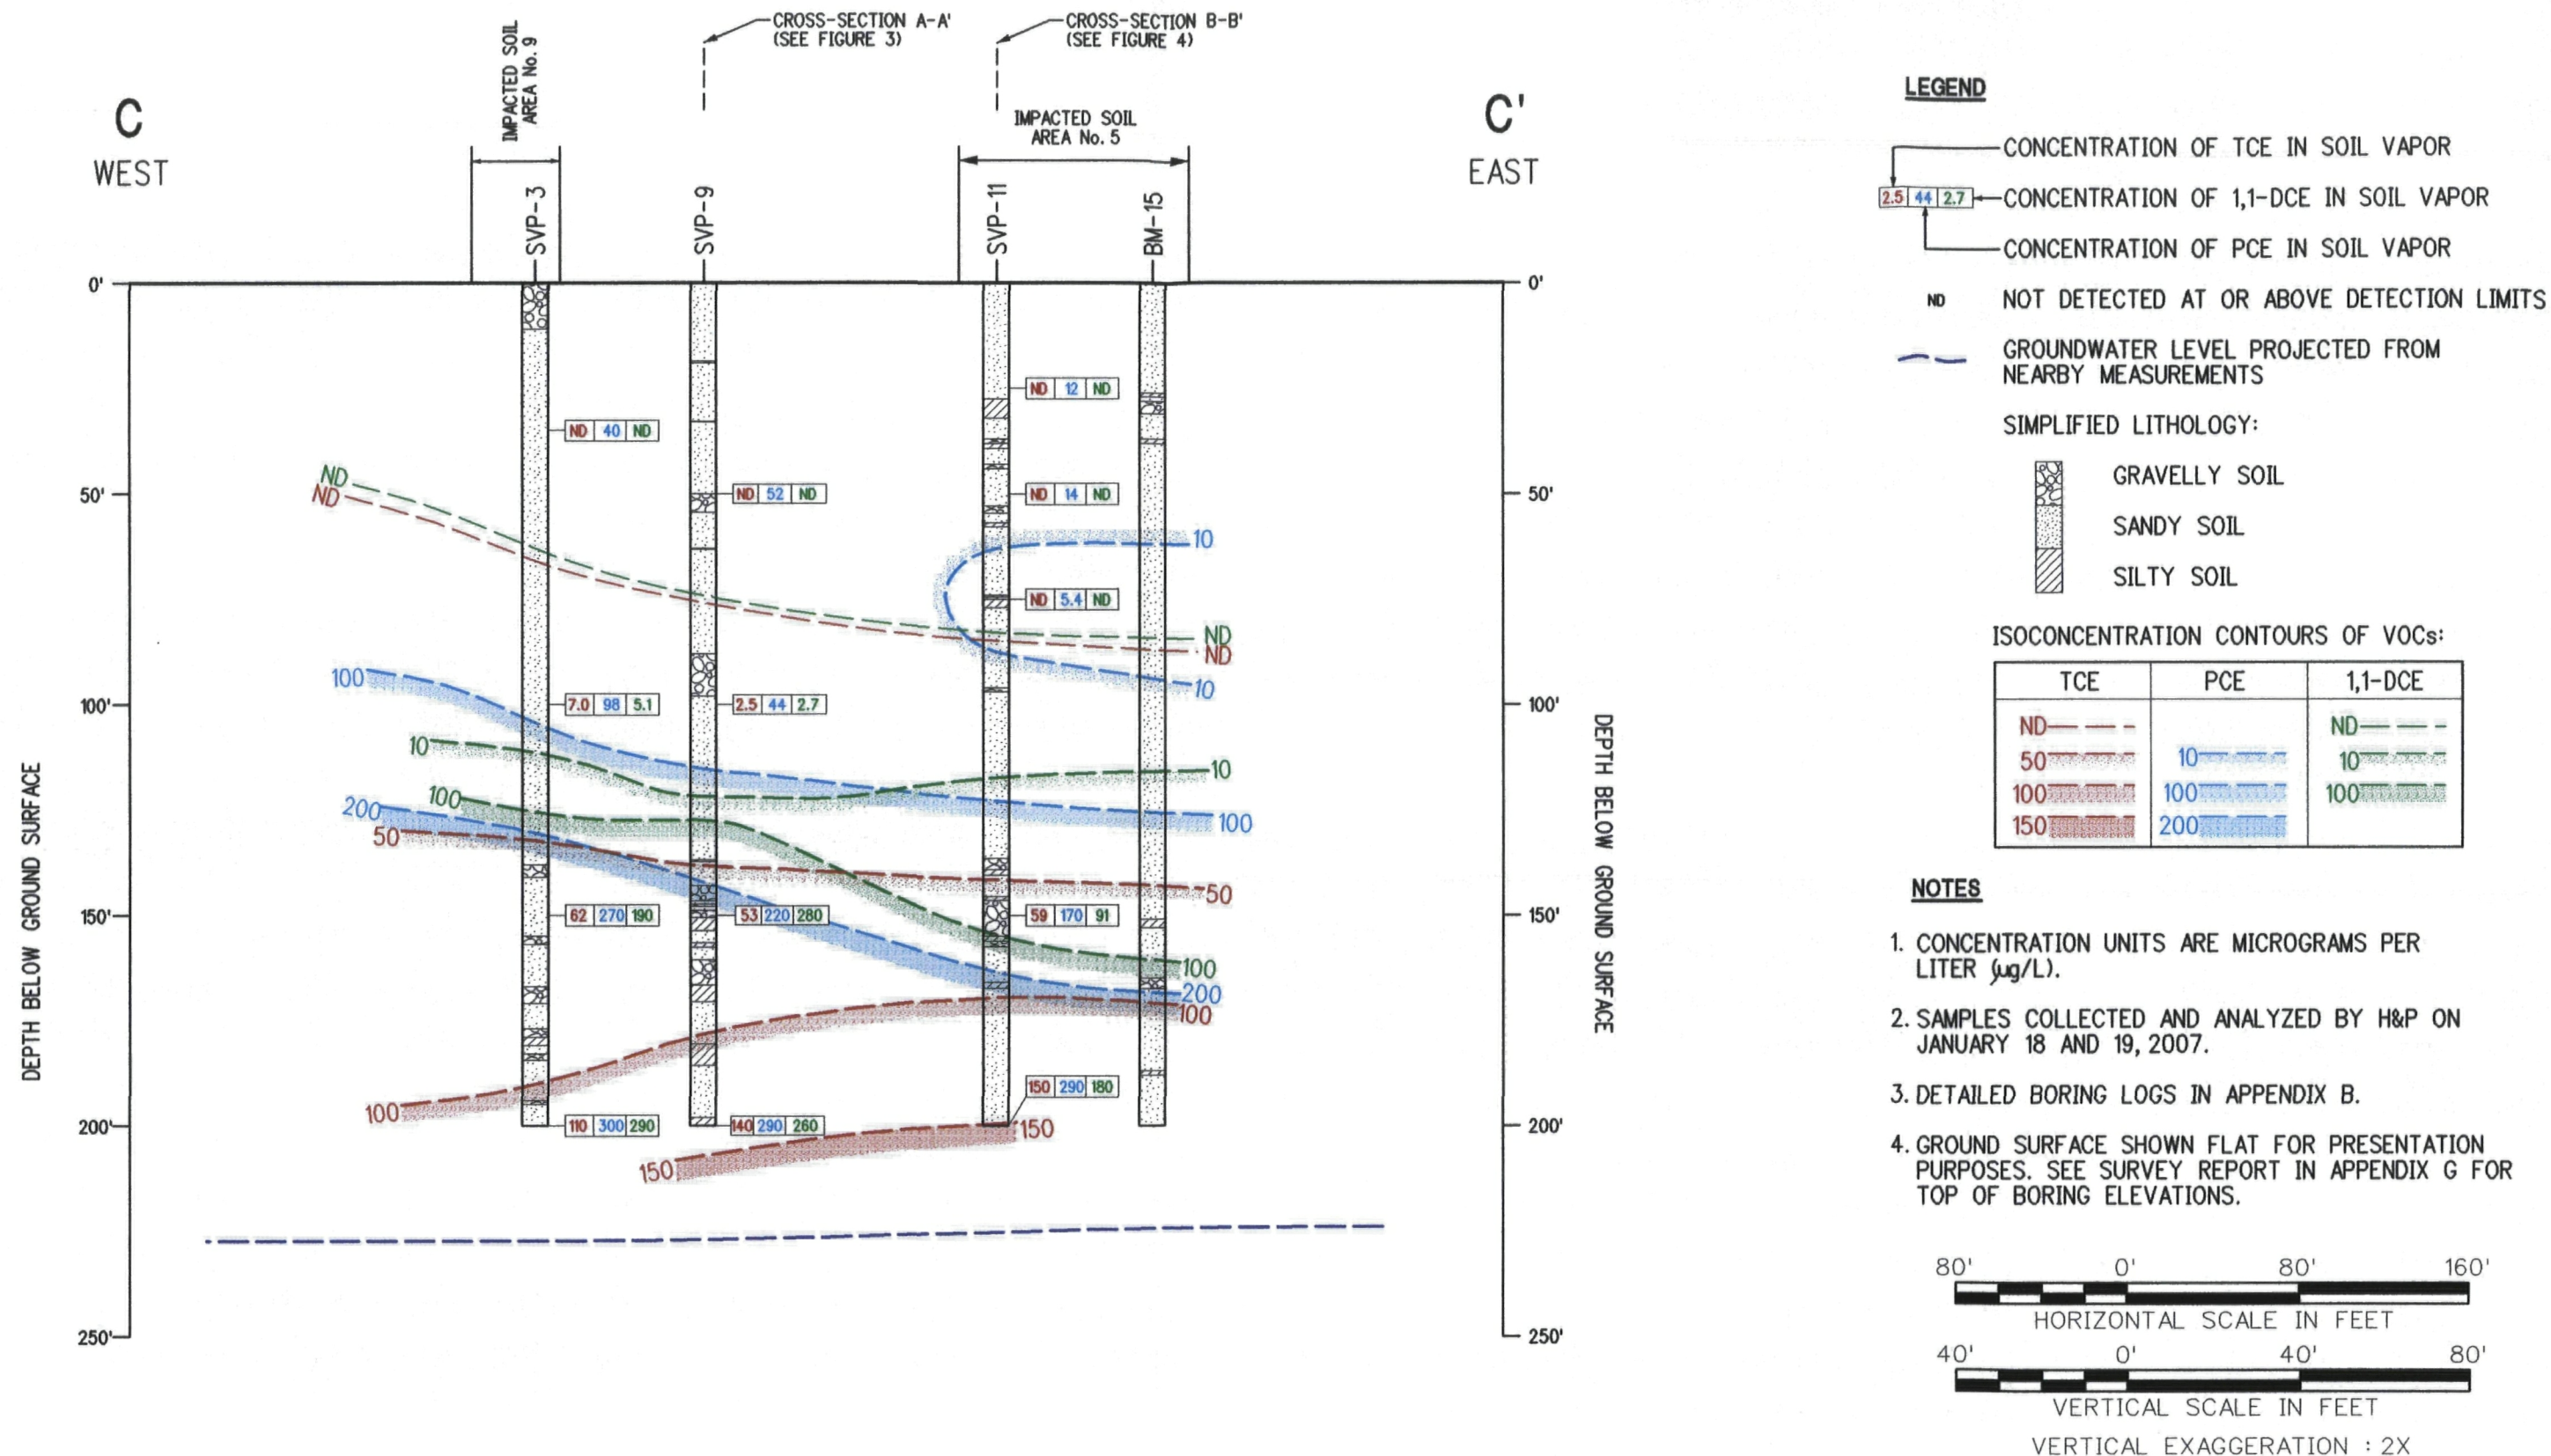 CROSS-SECTION A-A'
(SEE FIGURE 3)
CROSS-SECTION B-B'
(SEE FIGURE 4)
IMPACTED SOIL
AREA No. 9
IMPACTED SOIL
AREA No. 5
C
WEST
C'
EAST
SVP-3
SVP-9
SVP-11
BM-15
0'
50'
100'
150'
200'
250'
DEPTH BELOW GROUND SURFACE
0'
50'
100'
150'
200'
250'
DEPTH BELOW GROUND SURFACE
ND 40 ND
7.0 98 5.1
62 270 190
110 300 290
ND 52 ND
2.5 44 2.7
53 220 280
140 290 260
ND 12 ND
ND 14 ND
ND 5.4 ND
59 170 91
150 290 180
ND
ND
100
10
100
200
50
100
150
10
ND
ND
10
10
100
50
100
200
100
150
LEGEND
CONCENTRATION OF TCE IN SOIL VAPOR
2.5 44 2.7
CONCENTRATION OF 1,1-DCE IN SOIL VAPOR
CONCENTRATION OF PCE IN SOIL VAPOR
ND NOT DETECTED AT OR ABOVE DETECTION LIMITS
GROUNDWATER LEVEL PROJECTED FROM
NEARBY MEASUREMENTS
SIMPLIFIED LITHOLOGY:
GRAVELLY SOIL
SANDY SOIL
SILTY SOIL
ISOCONCENTRATION CONTOURS OF VOCs:
TCE PCE 1,1-DCE
ND ND
50 10 10
100 100 100
150 200
NOTES
1. CONCENTRATION UNITS ARE MICROGRAMS PER
LITER (µg/L).
2. SAMPLES COLLECTED AND ANALYZED BY H&P ON
JANUARY 18 AND 19, 2007.
3. DETAILED BORING LOGS IN APPENDIX B.
4. GROUND SURFACE SHOWN FLAT FOR PRESENTATION
PURPOSES. SEE SURVEY REPORT IN APPENDIX G FOR
TOP OF BORING ELEVATIONS.
80' 0' 80' 160'
HORIZONTAL SCALE IN FEET
40' 0' 40' 80'
VERTICAL SCALE IN FEET
VERTICAL EXAGGERATION : 2X